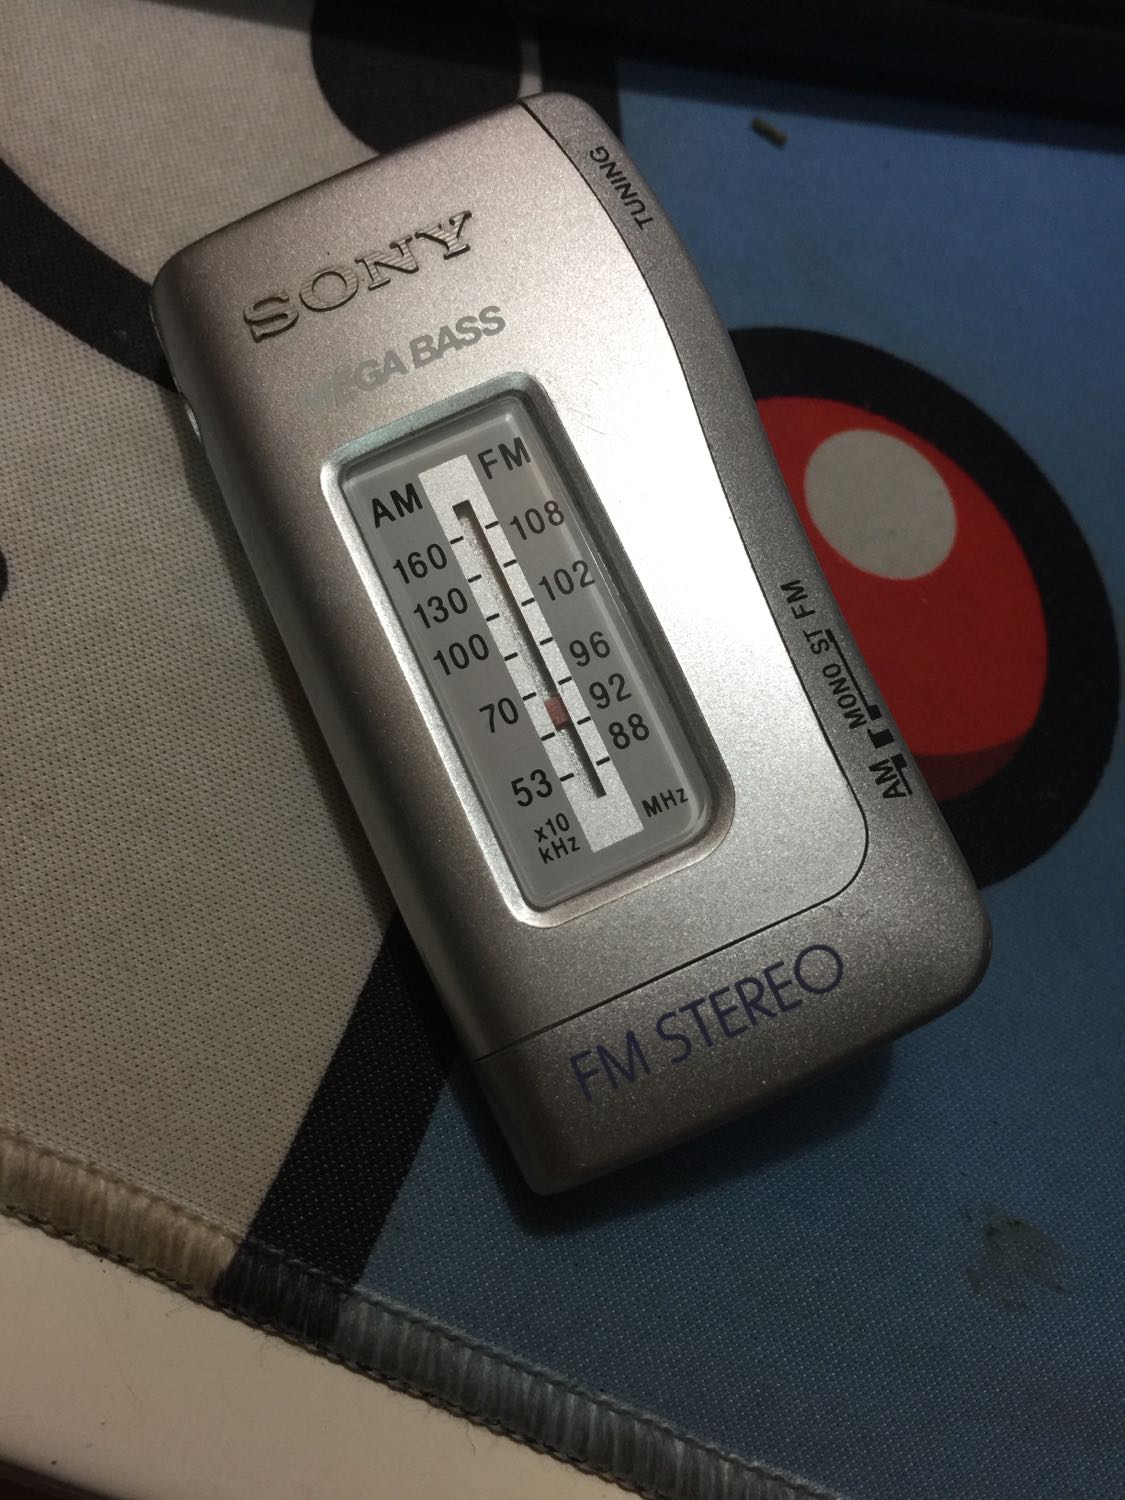 SONY
MEGA BASS
AM FM
160 108
130 102
100 96
70 92
53 88
x10 MHz
kHz
TUNING
FM
ST
MONO
AM
FM STEREO